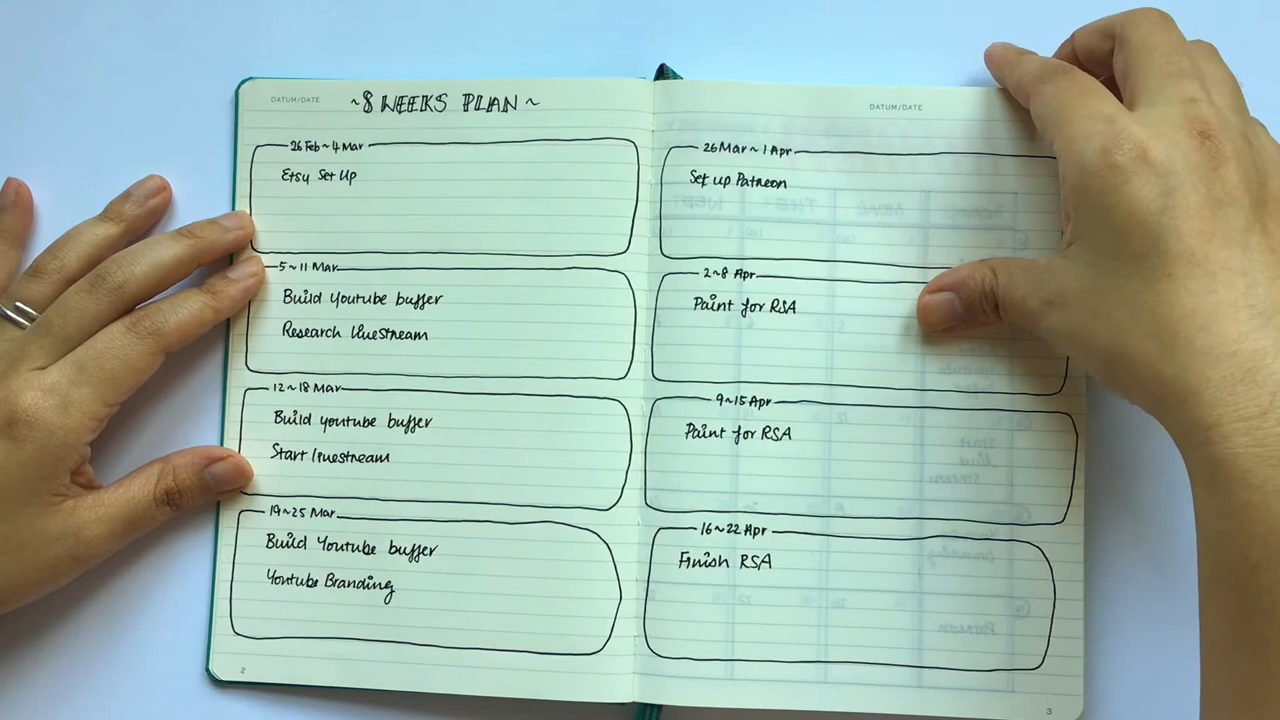 DATUM/DATE
~8 WEEKS PLAN~
26 Feb ~ 4 Mar
Etsy Set Up
5 ~ 11 Mar
Build Youtube buffer
Research livestream
12 ~ 18 Mar
Build youtube buffer
Start livestream
19 ~ 25 Mar
Build Youtube buffer
Youtube Branding
2
DATUM/DATE
26 Mar ~ 1 Apr
Set up Patreon
2 ~ 8 Apr
Paint for RSA
9 ~ 15 Apr
Paint for RSA
16 ~ 22 Apr
Finish RSA
3